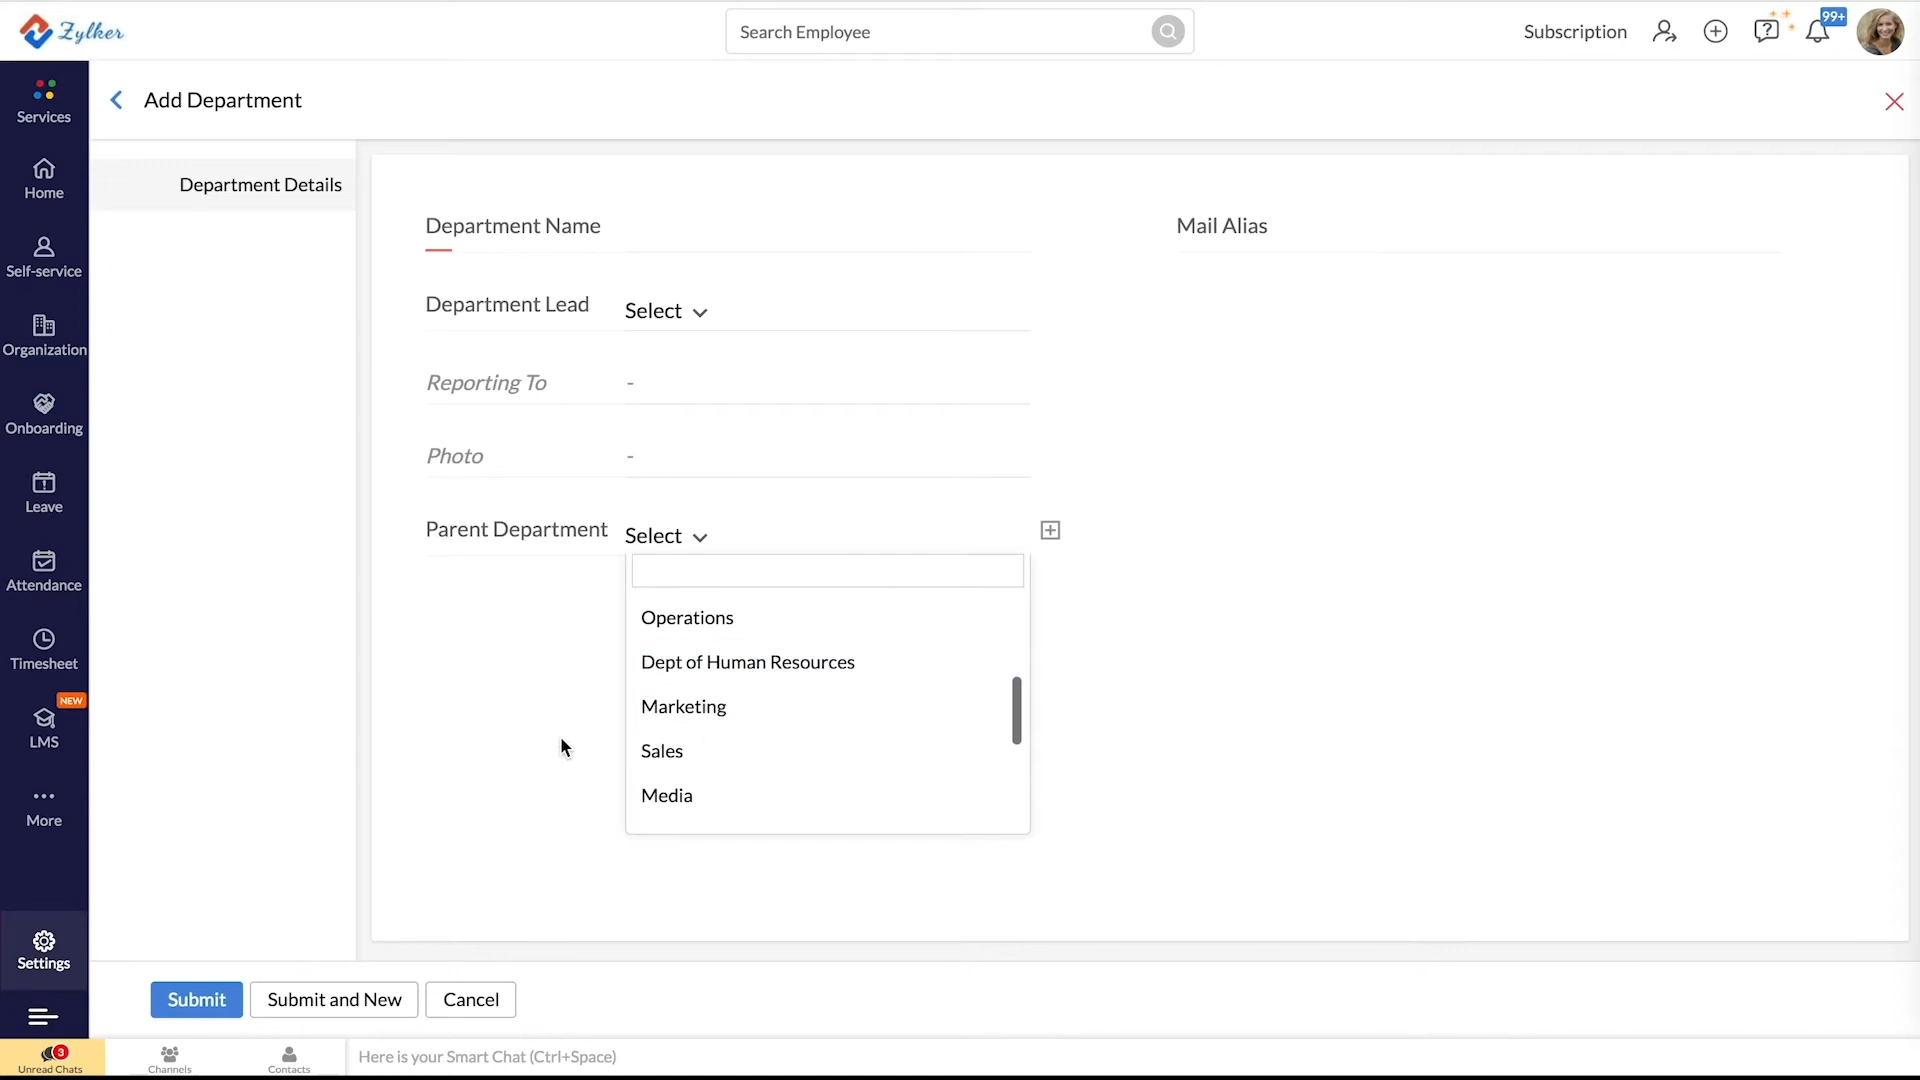 Zylker
Search Employee
Subscription
99+
Services
Add Department
Home
Department Details
Self-service
Department Name
Mail Alias
Department Lead
Select
Organization
Reporting To
-
Onboarding
Photo
-
Leave
Parent Department
Select
Attendance
Operations
Timesheet
Dept of Human Resources
NEW
LMS
Marketing
Sales
More
Media
Settings
Submit
Submit and New
Cancel
3
Unread Chats
Channels
Contacts
Here is your Smart Chat (Ctrl+Space)